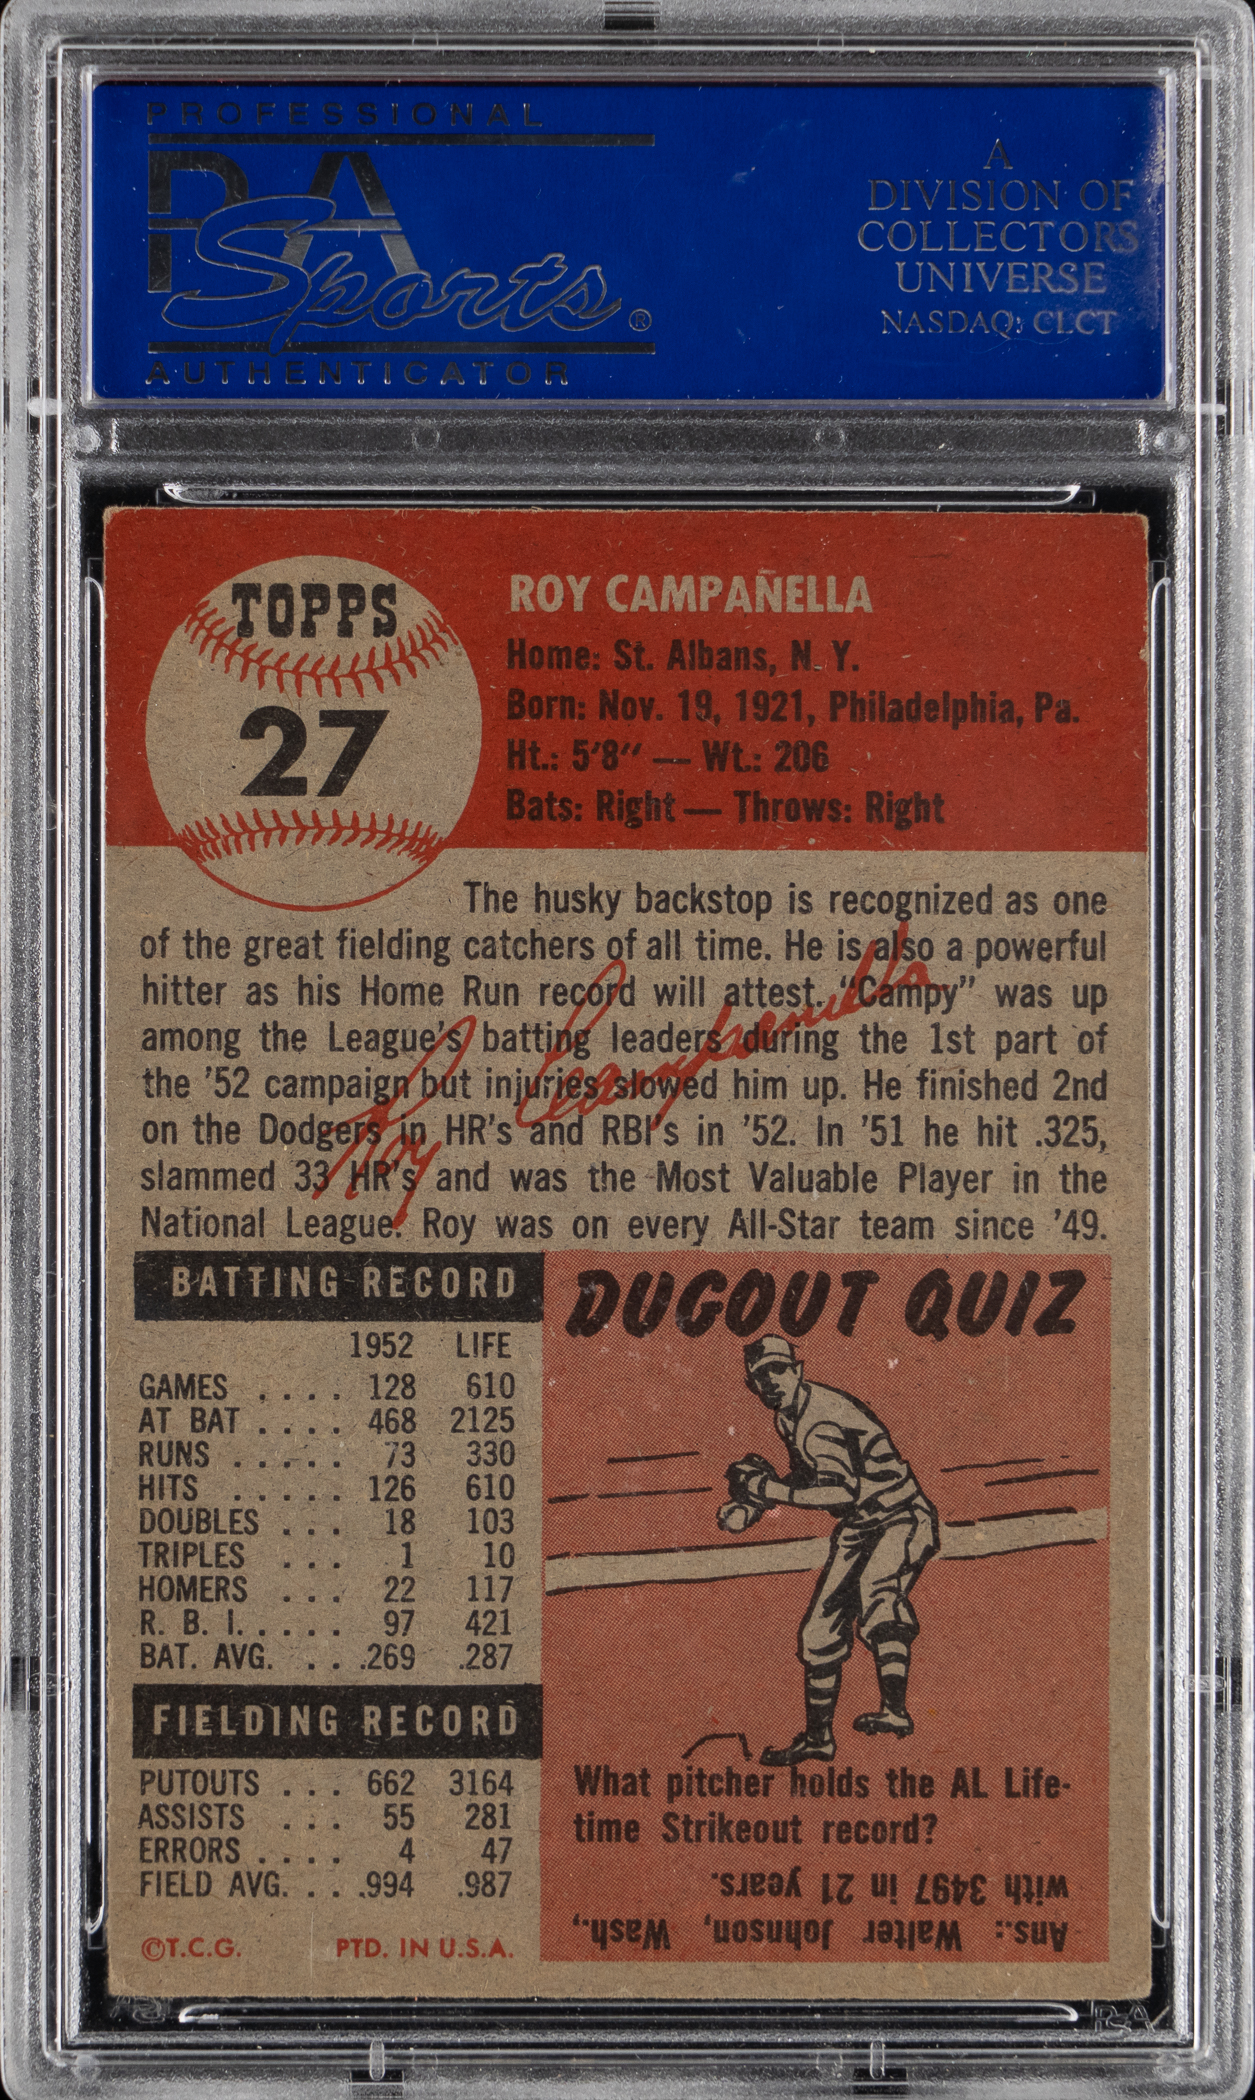 PROFESSIONAL
PSA
Sports®
AUTHENTICATOR
A
DIVISION OF
COLLECTORS
UNIVERSE
NASDAQ: CLCT
TOPPS
27
ROY CAMPAÑELLA
Home: St. Albans, N. Y.
Born: Nov. 19, 1921, Philadelphia, Pa.
Ht.: 5'8" — Wt.: 206
Bats: Right — Throws: Right
The husky backstop is recognized as one
of the great fielding catchers of all time. He is also a powerful
hitter as his Home Run record will attest. "Campy" was up
among the League's batting leaders during the 1st part of
the '52 campaign but injuries slowed him up. He finished 2nd
on the Dodgers in HR's and RBI's in '52. In '51 he hit .325,
slammed 33 HR's and was the Most Valuable Player in the
National League. Roy was on every All-Star team since '49.
Roy Campanella
BATTING RECORD
1952 LIFE
GAMES . . . . 128 610
AT BAT . . . . 468 2125
RUNS . . . . . 73 330
HITS . . . . . 126 610
DOUBLES . . . 18 103
TRIPLES . . . 1 10
HOMERS . . . 22 117
R. B. I. . . . . 97 421
BAT. AVG. . . .269 .287
FIELDING RECORD
PUTOUTS . . . 662 3164
ASSISTS . . . 55 281
ERRORS . . . . 4 47
FIELD AVG. . . .994 .987
©T.C.G. PTD. IN U.S.A.
DUGOUT QUIZ
What pitcher holds the AL Life-
time Strikeout record?
Ans.: Walter Johnson, Wash.,
with 3497 in 21 years.
PSA